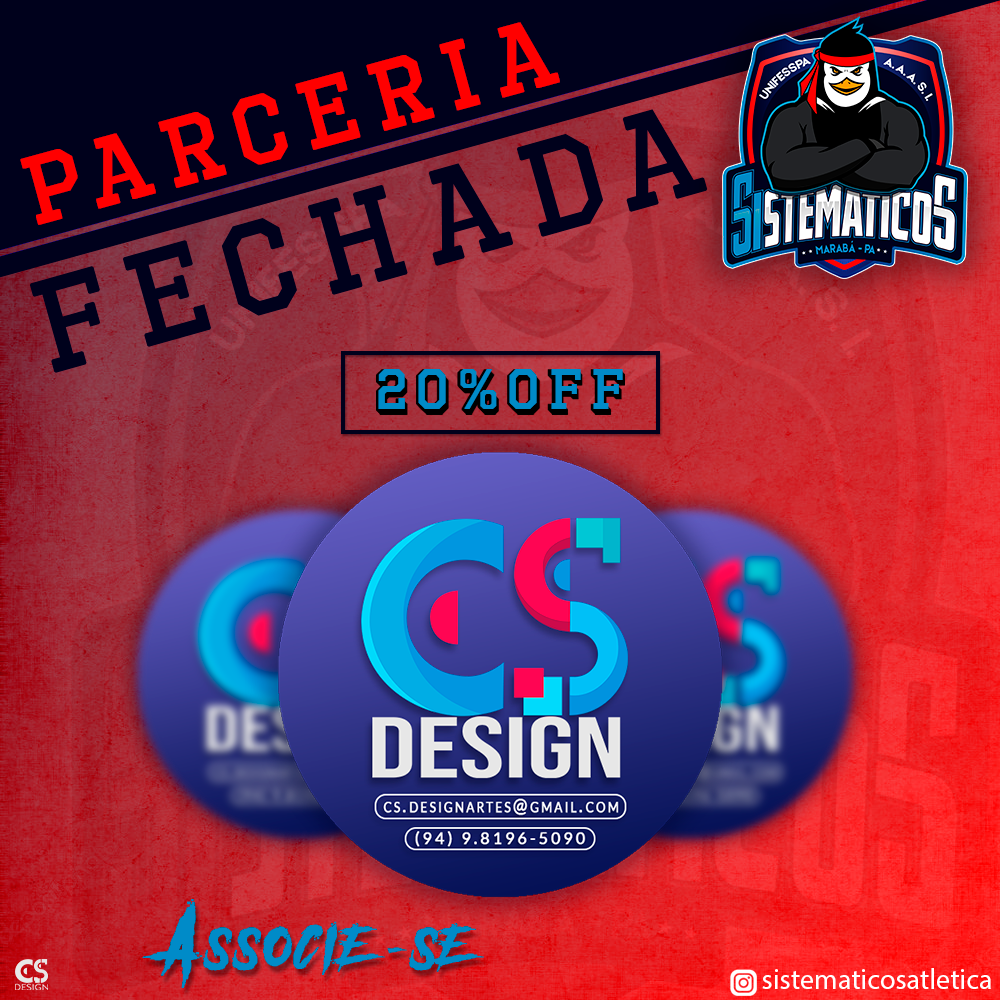 PARCERIA
FECHADA
UNIFESSPA A.A.A.S.I.
SISTEMATICOS
•• MARABÁ - PA ••
20%OFF
CS
DESIGN
CS.DESIGNARTES@GMAIL.COM
(94) 9.8196-5090
ASSOCIE-SE
CS
DESIGN
sistematicosatletica